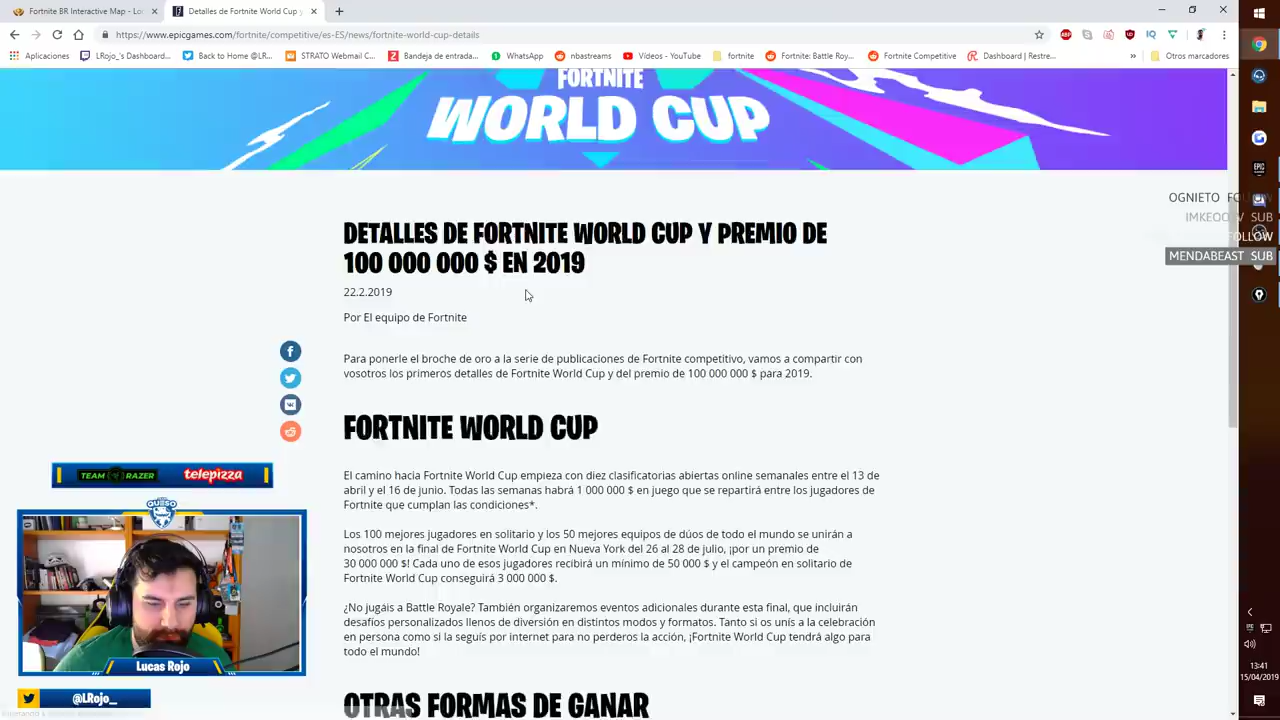 Fortnite BR Interactive Map - Lo
Detalles de Fortnite World Cup y
https://www.epicgames.com/fortnite/competitive/es-ES/news/fortnite-world-cup-details
Aplicaciones
LRojo_'s Dashboard...
Back to Home @LR...
STRATO Webmail C...
Bandeja de entrada...
WhatsApp
nbastreams
Vídeos - YouTube
fortnite
Fortnite: Battle Roy...
Fortnite Competitive
Dashboard | Restre...
Otros marcadores
FORTNITE
WORLD CUP
DETALLES DE FORTNITE WORLD CUP Y PREMIO DE
100 000 000 $ EN 2019
22.2.2019
Por El equipo de Fortnite
Para ponerle el broche de oro a la serie de publicaciones de Fortnite competitivo, vamos a compartir con
vosotros los primeros detalles de Fortnite World Cup y del premio de 100 000 000 $ para 2019.
FORTNITE WORLD CUP
El camino hacia Fortnite World Cup empieza con diez clasificatorias abiertas online semanales entre el 13 de
abril y el 16 de junio. Todas las semanas habrá 1 000 000 $ en juego que se repartirá entre los jugadores de
Fortnite que cumplan las condiciones*.
Los 100 mejores jugadores en solitario y los 50 mejores equipos de dúos de todo el mundo se unirán a
nosotros en la final de Fortnite World Cup en Nueva York del 26 al 28 de julio, ¡por un premio de
30 000 000 $! Cada uno de esos jugadores recibirá un mínimo de 50 000 $ y el campeón en solitario de
Fortnite World Cup conseguirá 3 000 000 $.
¿No jugáis a Battle Royale? También organizaremos eventos adicionales durante esta final, que incluirán
desafíos personalizados llenos de diversión en distintos modos y formatos. Tanto si os unís a la celebración
en persona como si la seguís por internet para no perderos la acción, ¡Fortnite World Cup tendrá algo para
todo el mundo!
OTRAS FORMAS DE GANAR
OGNIETO FOLLOW
SUB
FOLLOW
MENDABEAST SUB
TEAM RAZER
telepizza
QUESO
Lucas Rojo
@LRojo_
EPIC
13:41
15/04/2019